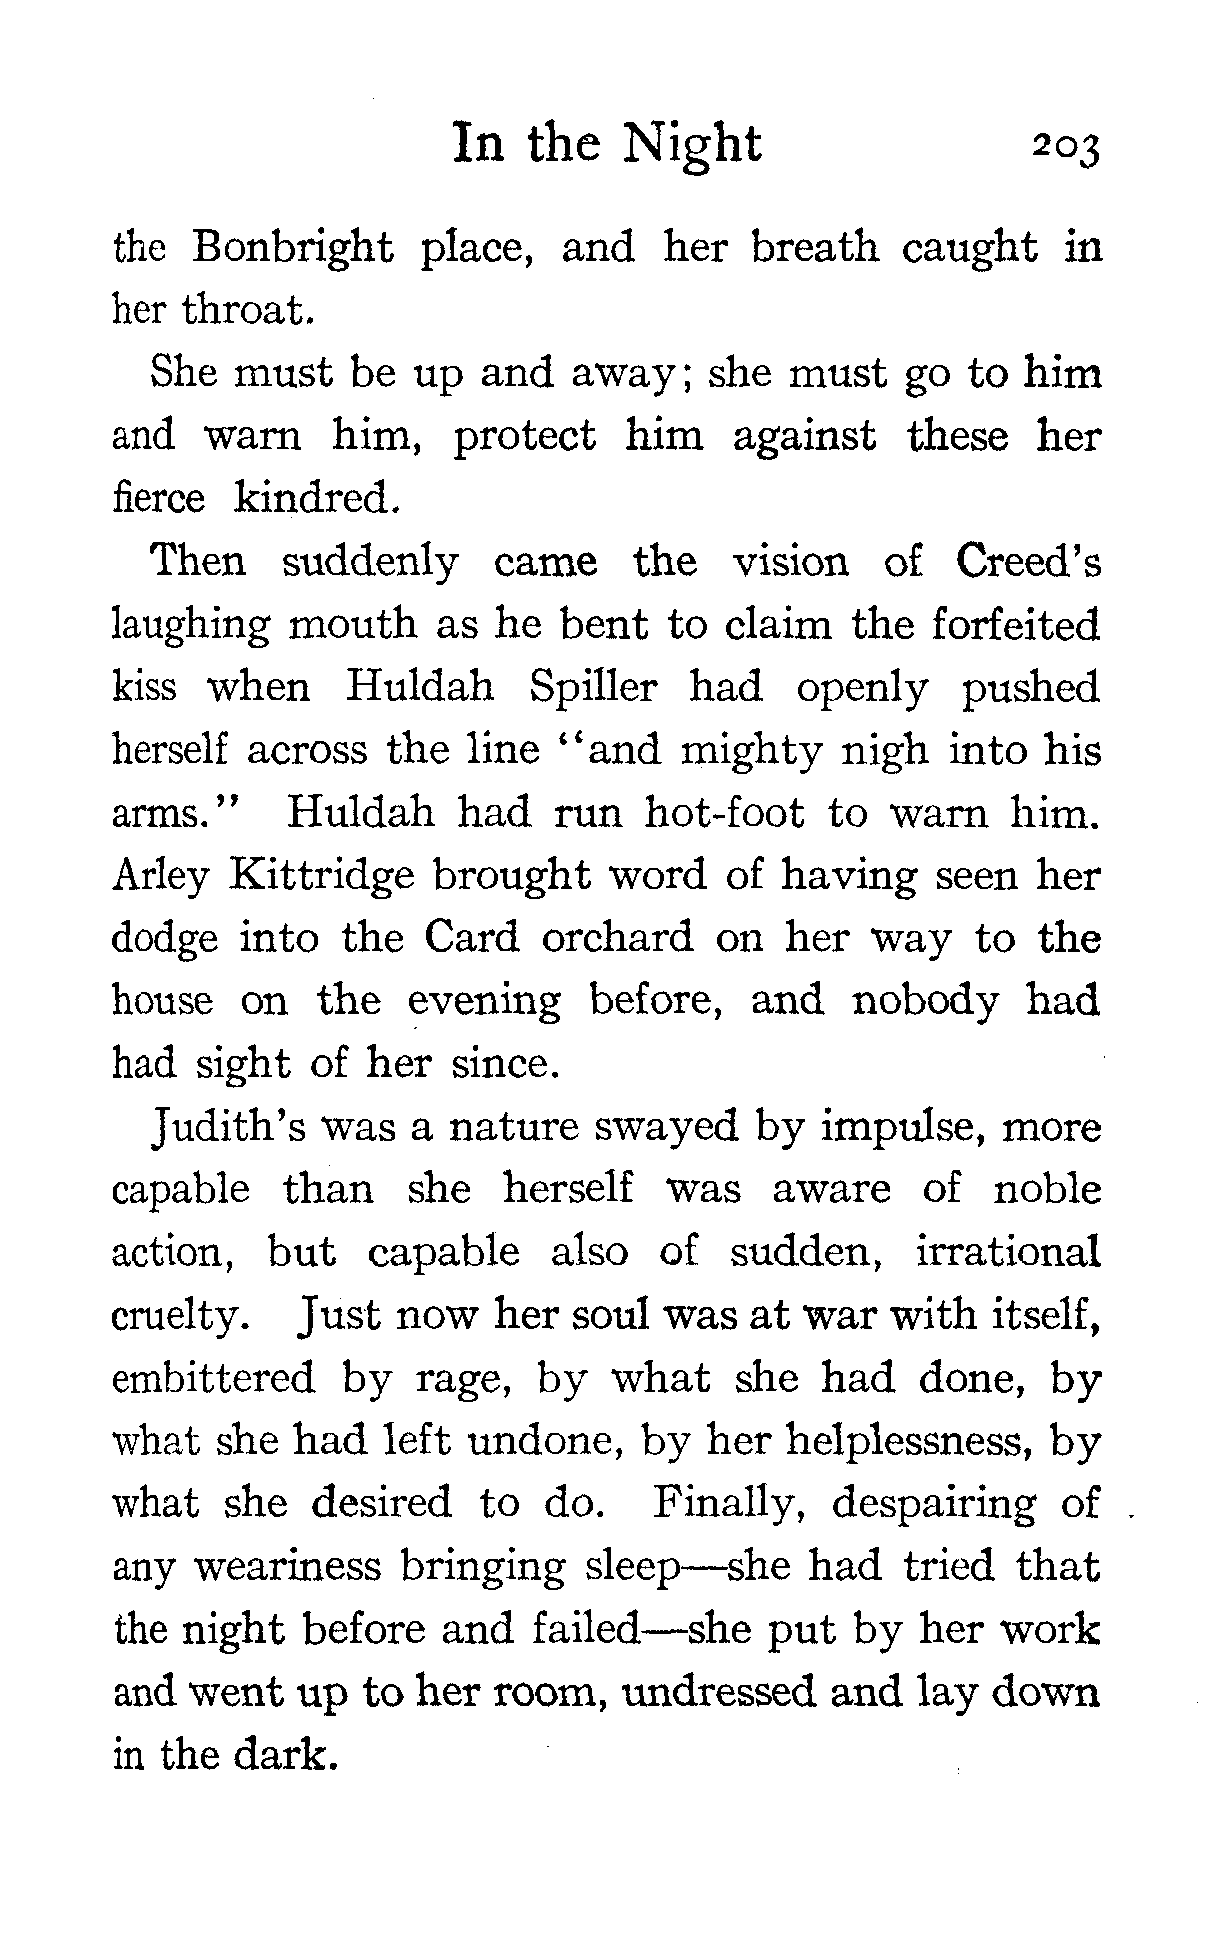 In the Night 203
the Bonbright place, and her breath caught in
her throat.
She must be up and away; she must go to him
and warn him, protect him against these her
fierce kindred.
Then suddenly came the vision of Creed's
laughing mouth as he bent to claim the forfeited
kiss when Huldah Spiller had openly pushed
herself across the line “and mighty nigh into his
arms.” Huldah had run hot-foot to warn him.
Arley Kittridge brought word of having seen her
dodge into the Card orchard on her way to the
house on the evening before, and nobody had
had sight of her since.
Judith's was a nature swayed by impulse, more
capable than she herself was aware of noble
action, but capable also of sudden, irrational
cruelty. Just now her soul was at war with itself,
embittered by rage, by what she had done, by
what she had left undone, by her helplessness, by
what she desired to do. Finally, despairing of
any weariness bringing sleep—she had tried that
the night before and failed—she put by her work
and went up to her room, undressed and lay down
in the dark.